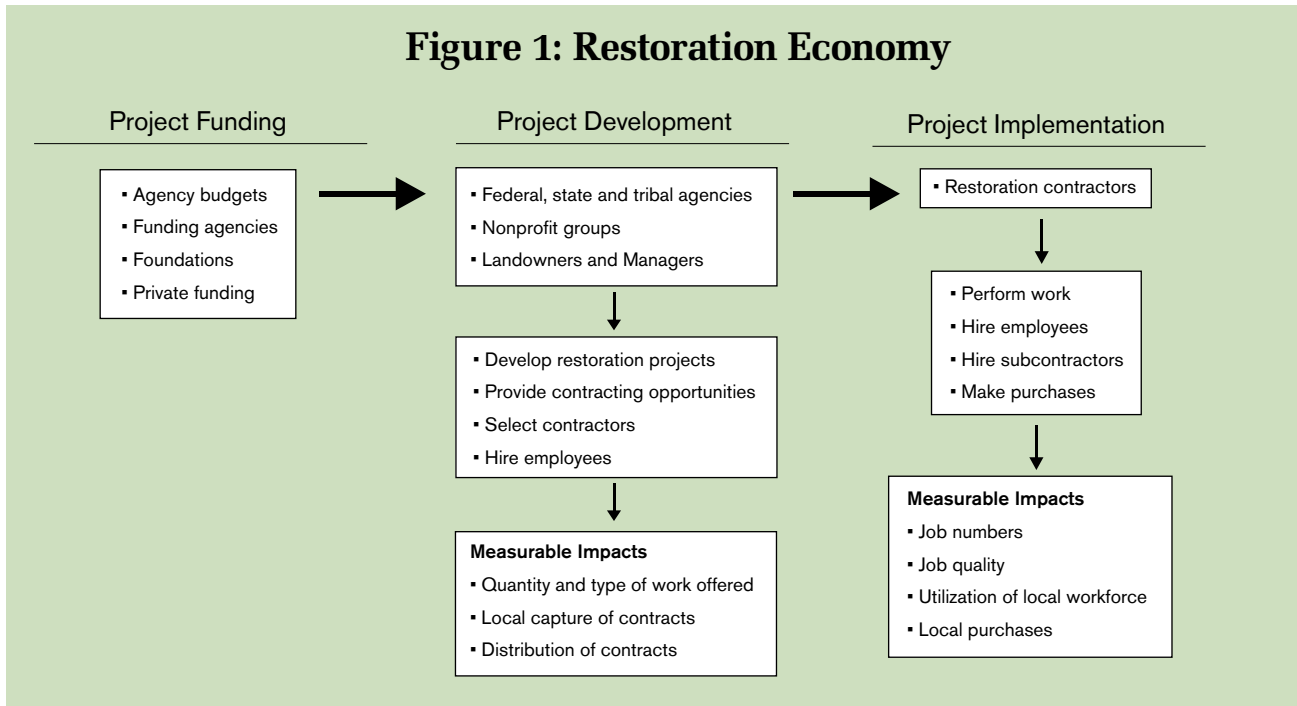 Figure 1: Restoration Economy
Project Funding
▪ Agency budgets
▪ Funding agencies
▪ Foundations
▪ Private funding
Project Development
▪ Federal, state and tribal agencies
▪ Nonprofit groups
▪ Landowners and Managers
▪ Develop restoration projects
▪ Provide contracting opportunities
▪ Select contractors
▪ Hire employees
Measurable Impacts
▪ Quantity and type of work offered
▪ Local capture of contracts
▪ Distribution of contracts
Project Implementation
▪ Restoration contractors
▪ Perform work
▪ Hire employees
▪ Hire subcontractors
▪ Make purchases
Measurable Impacts
▪ Job numbers
▪ Job quality
▪ Utilization of local workforce
▪ Local purchases